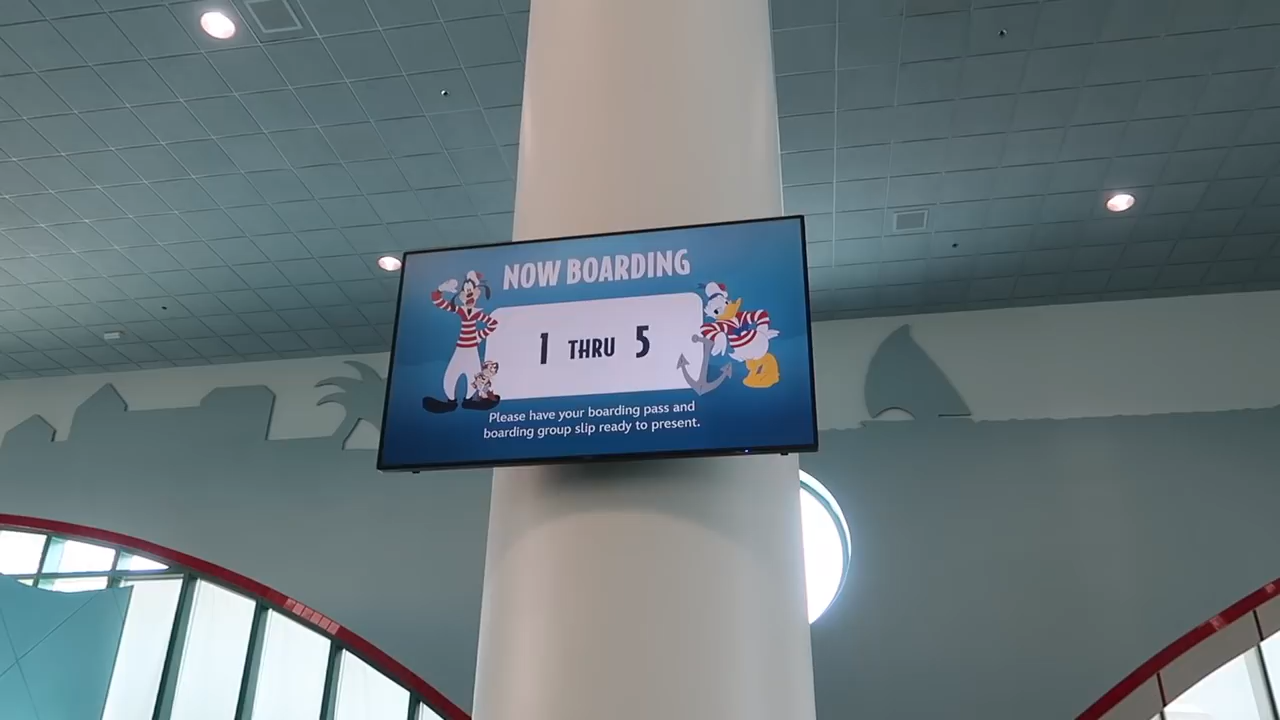 NOW BOARDING
1 THRU 5
Please have your boarding pass and
boarding group slip ready to present.